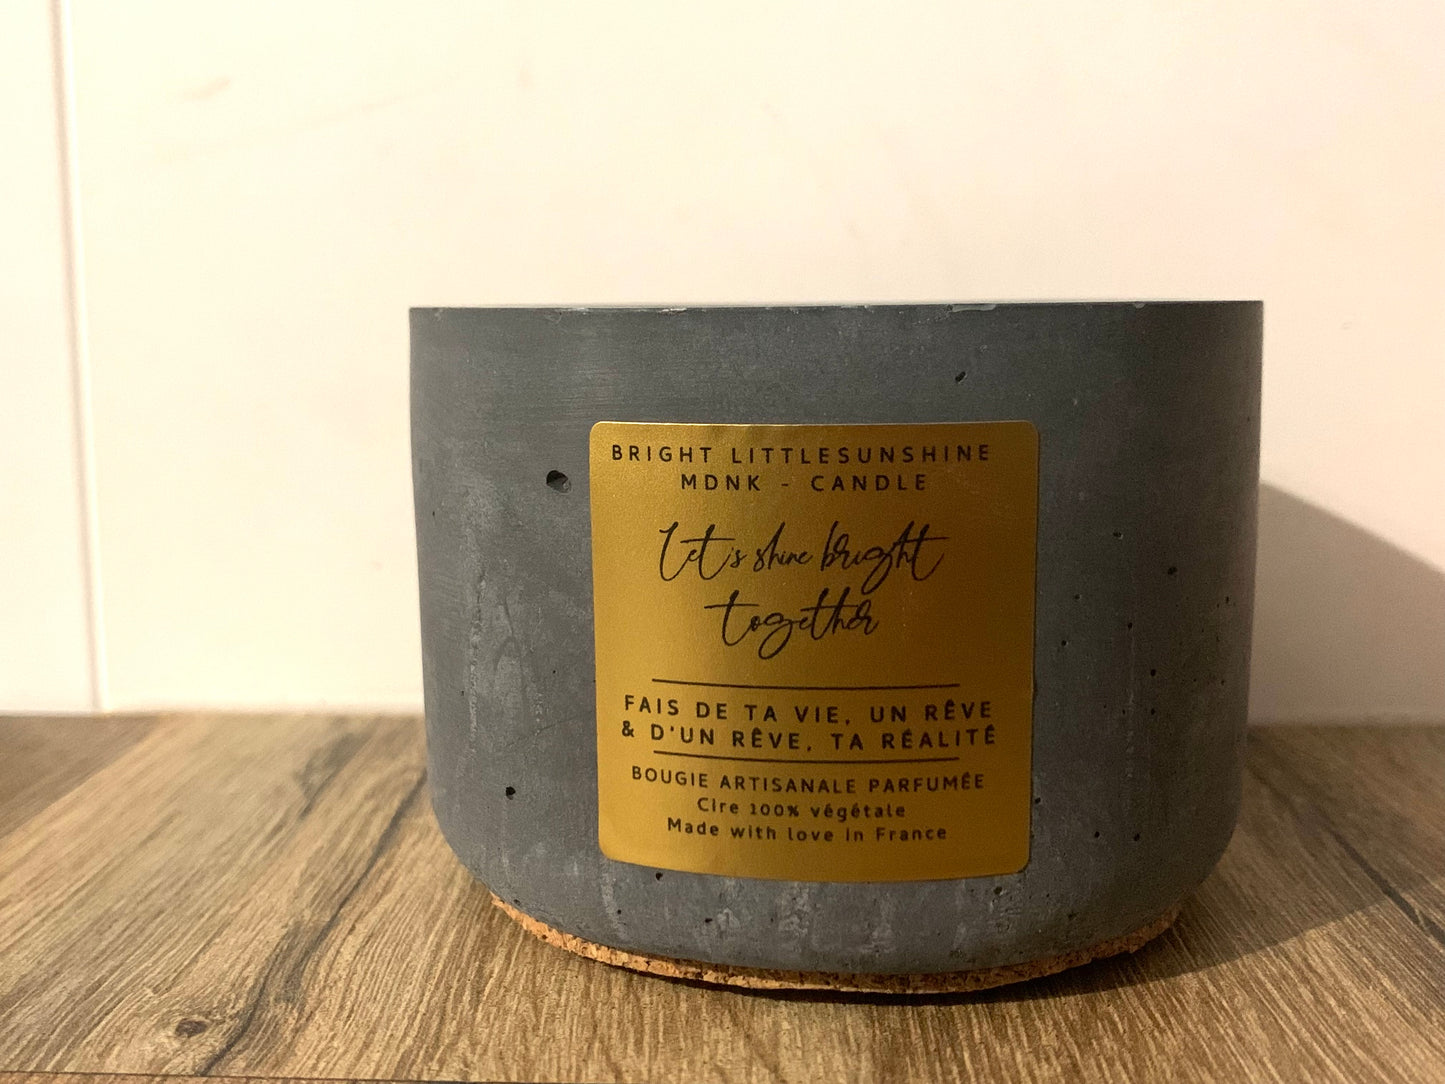 BRIGHT LITTLESUNSHINE
MDNK - CANDLE
Let's shine bright
together
FAIS DE TA VIE, UN RÊVE
& D'UN RÊVE, TA RÉALITÉ
BOUGIE ARTISANALE PARFUMÉE
Cire 100% végétale
Made with love in France